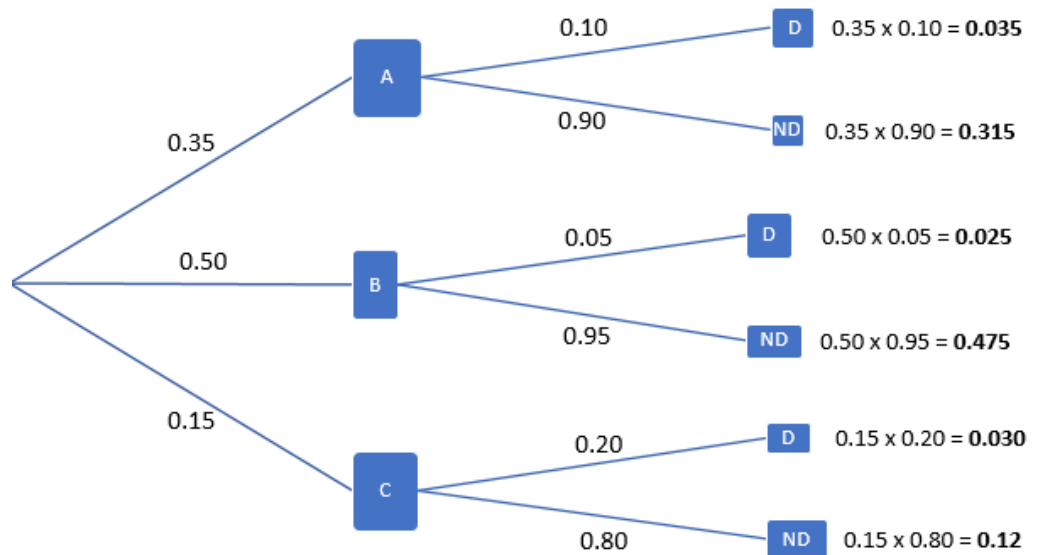 0.10
D
0.35 x 0.10 = 0.035
A
0.35
0.90
ND
0.35 x 0.90 = 0.315
0.05
D
0.50 x 0.05 = 0.025
0.50
B
0.95
ND
0.50 x 0.95 = 0.475
0.15
0.20
D
0.15 x 0.20 = 0.030
C
0.80
ND
0.15 x 0.80 = 0.12